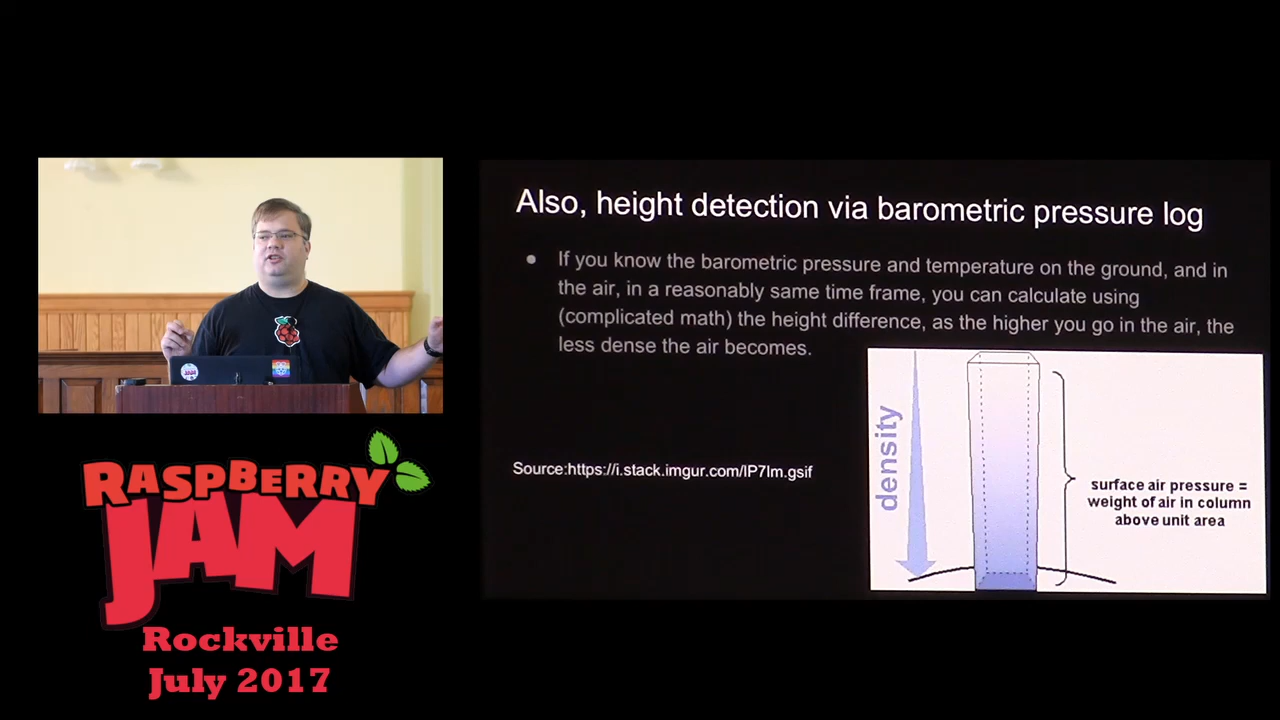 Also, height detection via barometric pressure log
If you know the barometric pressure and temperature on the ground, and in
the air, in a reasonably same time frame, you can calculate using
(complicated math) the height difference, as the higher you go in the air, the
less dense the air becomes.
density
surface air pressure =
weight of air in column
above unit area
Source:https://i.stack.imgur.com/IP7Im.gsif
RASPBERRY
JAM
Rockville
July 2017